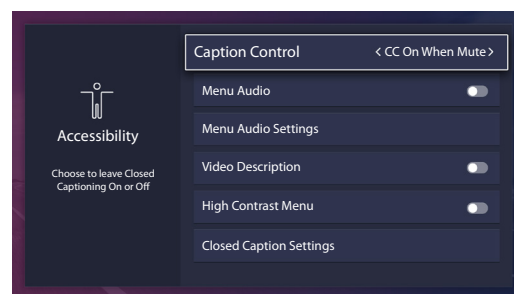 Accessibility
Choose to leave Closed
Captioning On or Off
Caption Control < CC On When Mute >
Menu Audio
Menu Audio Settings
Video Description
High Contrast Menu
Closed Caption Settings